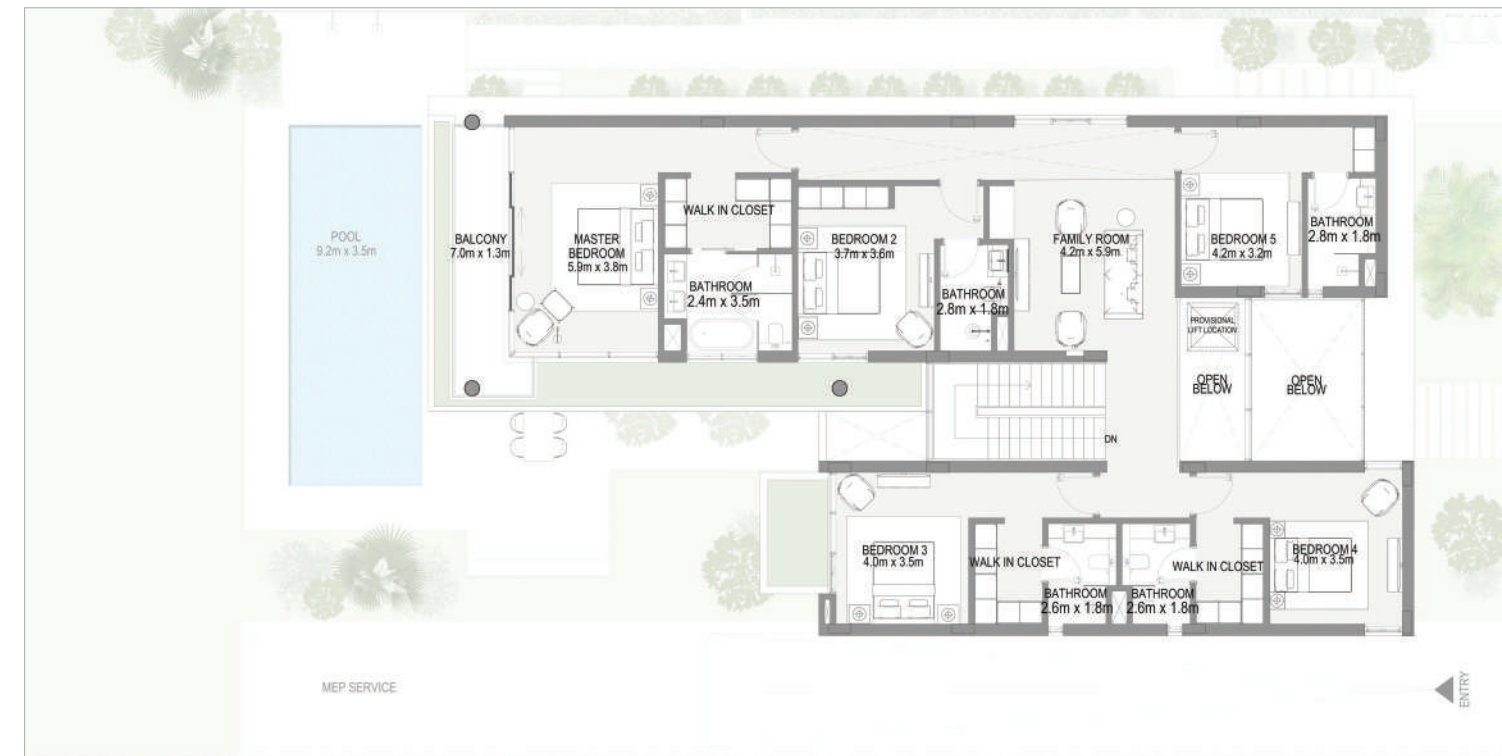 POOL
9.2m x 3.5m
BALCONY
7.0m x 1.3m
MASTER
BEDROOM
5.9m x 3.8m
WALK IN CLOSET
BATHROOM
2.4m x 3.5m
BEDROOM 2
3.7m x 3.6m
BATHROOM
2.8m x 1.8m
FAMILY ROOM
4.2m x 5.9m
BEDROOM 5
4.2m x 3.2m
BATHROOM
2.8m x 1.8m
PROVISIONAL
LIFT LOCATION
OPEN
BELOW
OPEN
BELOW
DN
BEDROOM 3
4.0m x 3.5m
WALK IN CLOSET
BATHROOM
2.6m x 1.8m
BATHROOM
2.6m x 1.8m
WALK IN CLOSET
BEDROOM 4
4.0m x 3.5m
MEP SERVICE
ENTRY